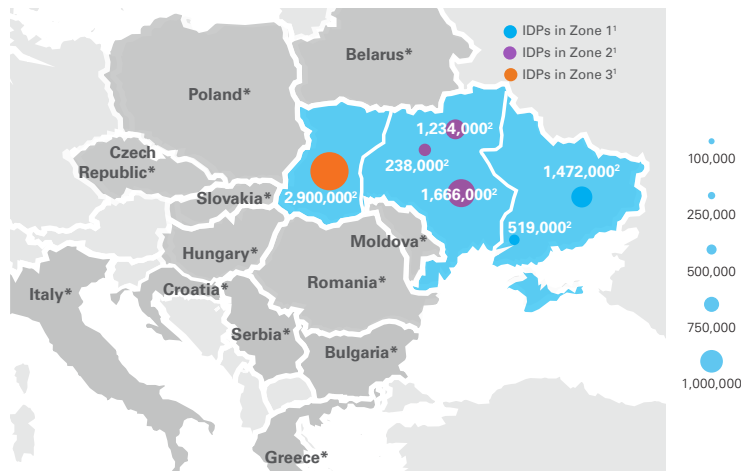 IDPs in Zone 1¹
IDPs in Zone 2¹
IDPs in Zone 3¹
Belarus*
Poland*
Czech
Republic*
Slovakia*
Hungary*
Moldova*
Romania*
Croatia*
Italy*
Serbia*
Bulgaria*
Greece*
2,900,000²
1,234,000²
238,000²
1,666,000²
1,472,000²
519,000²
100,000
250,000
500,000
750,000
1,000,000